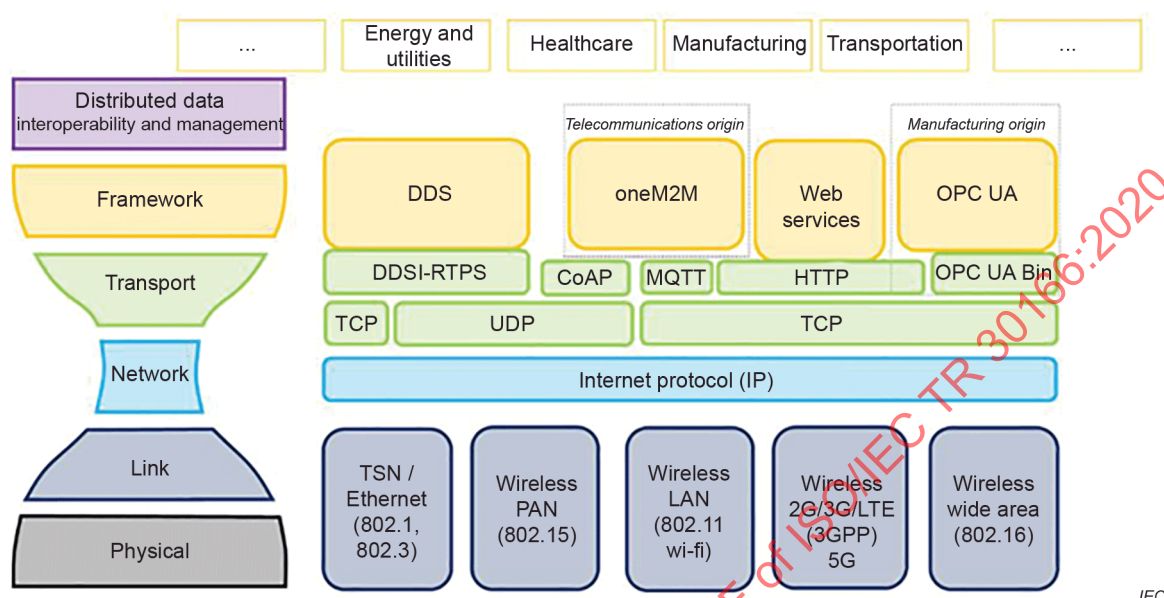 ...
Energy and
utilities
Healthcare
Manufacturing
Transportation
...
Distributed data
interoperability and management
Telecommunications origin
Manufacturing origin
Framework
DDS
oneM2M
Web
services
OPC UA
Transport
DDSI-RTPS
CoAP
MQTT
HTTP
OPC UA Bin
TCP
UDP
TCP
Network
Internet protocol (IP)
Link
Physical
TSN /
Ethernet
(802.1,
802.3)
Wireless
PAN
(802.15)
Wireless
LAN
(802.11
wi-fi)
Wireless
2G/3G/LTE
(3GPP)
5G
Wireless
wide area
(802.16)
of ISO/IEC TR 30166:2020
IEC